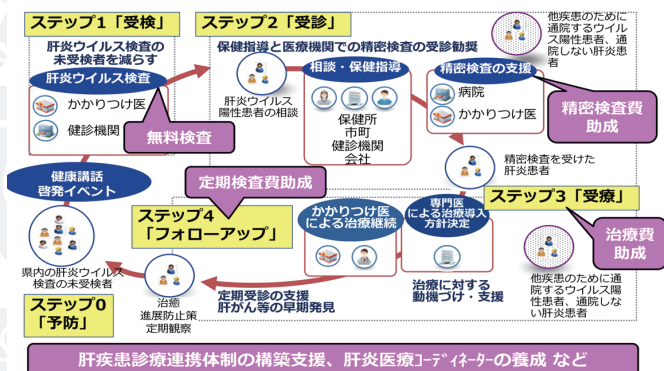 ステップ1「受検」
肝炎ウイルス検査の
未受検者を減らす
肝炎ウイルス検査
かかりつけ医
健診機関
無料検査
ステップ2「受診」
保健指導と医療機関での精密検査の受診勧奨
肝炎ウイルス
陽性患者の相談
相談・保健指導
保健所
市町
健診機関
会社
精密検査の支援
病院
かかりつけ医
他疾患のために
通院するウイルス
陽性患者、通
院しない肝炎患
者
精密検査費
助成
精密検査を受けた
肝炎患者
ステップ3「受療」
治療費
助成
他疾患のために通
院するウイルス陽
性患者、通院しな
い肝炎患者
専門医
による治療導入
方針決定
治療に対する
動機づけ・支援
かかりつけ医
による治療継続
定期検査費助成
ステップ4
「フォローアップ」
定期受診の支援
肝がん等の早期発見
治癒
進展防止策
定期観察
健康講話
啓発イベント
県内の肝炎ウイルス
検査の未受検者
ステップ0
「予防」
肝疾患診療連携体制の構築支援、肝炎医療コーディネーターの養成 など